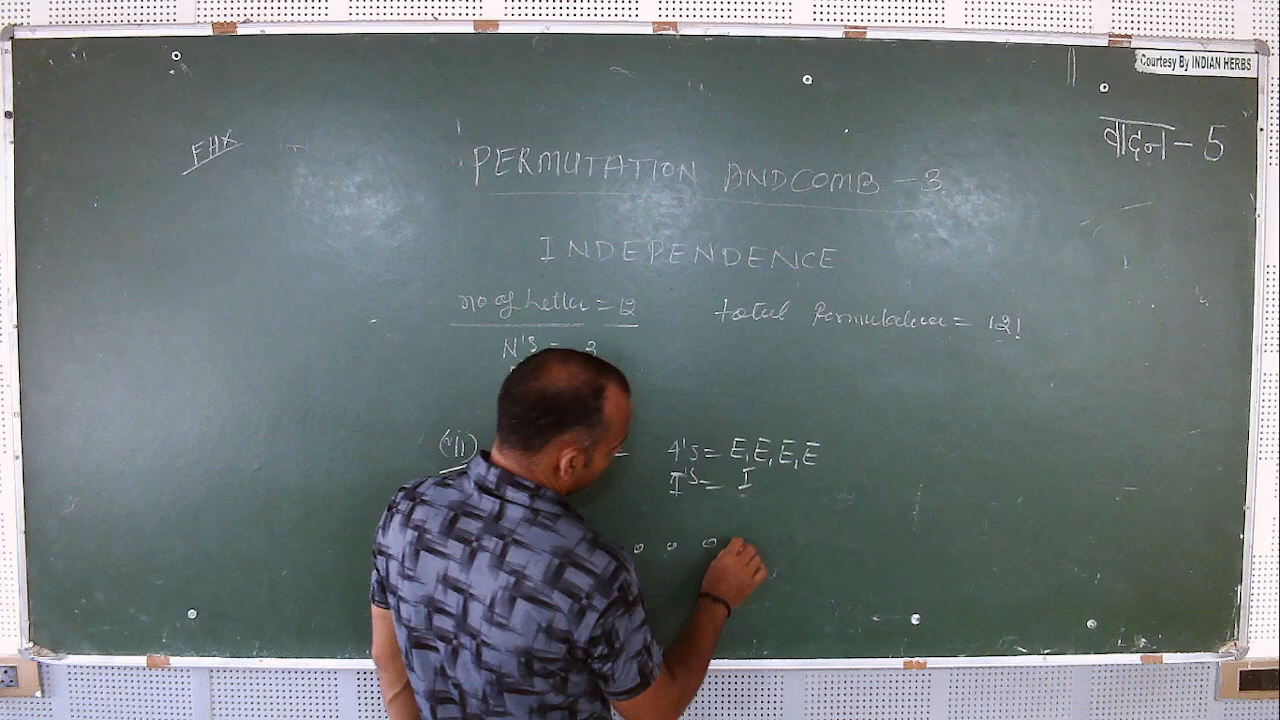 Courtesy By INDIAN HERBS
वादन - 5
FHX
PERMUTATION AND COMB - 3
INDEPENDENCE
no of Letter = 12
total Permutation = 12!
N'S = 3
4'S = E, E, E, E
I'S = I